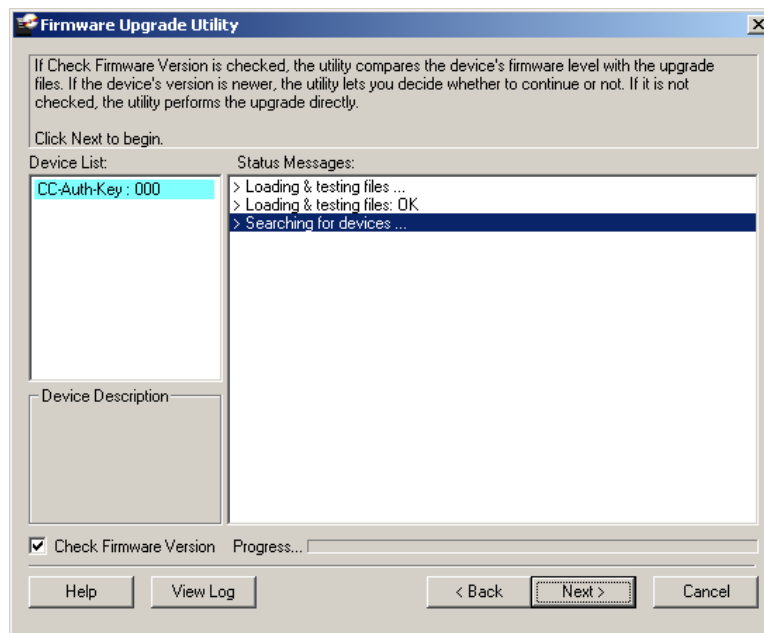 Firmware Upgrade Utility
If Check Firmware Version is checked, the utility compares the device's firmware level with the upgrade
files. If the device's version is newer, the utility lets you decide whether to continue or not. If it is not
checked, the utility performs the upgrade directly.
Click Next to begin.
Device List:
Status Messages:
CC-Auth-Key : 000
> Loading & testing files ...
> Loading & testing files: OK
> Searching for devices ...
Device Description
Check Firmware Version
Progress...
Help
View Log
< Back
Next >
Cancel